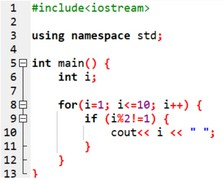 1 #include<iostream>
2
3 using namespace std;
4
5 int main() {
6 int i;
7
8 for(i=1; i<=10; i++) {
9 if (i%2!=1) {
10 cout<< i << " ";
11 }
12 }
13 }